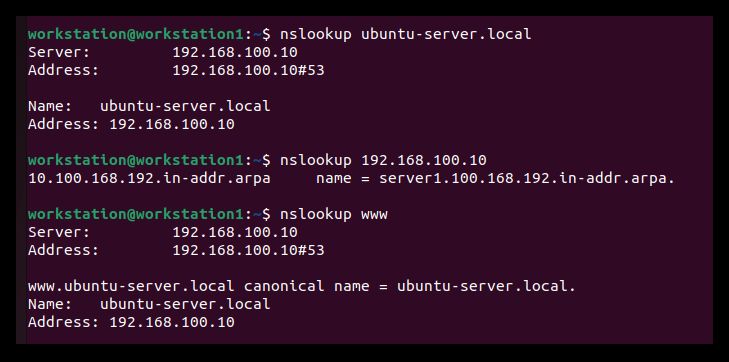 workstation@workstation1:~$ nslookup ubuntu-server.local
Server:         192.168.100.10
Address:        192.168.100.10#53
Name:   ubuntu-server.local
Address: 192.168.100.10
workstation@workstation1:~$ nslookup 192.168.100.10
10.100.168.192.in-addr.arpa     name = server1.100.168.192.in-addr.arpa.
workstation@workstation1:~$ nslookup www
Server:         192.168.100.10
Address:        192.168.100.10#53
www.ubuntu-server.local canonical name = ubuntu-server.local.
Name:   ubuntu-server.local
Address: 192.168.100.10